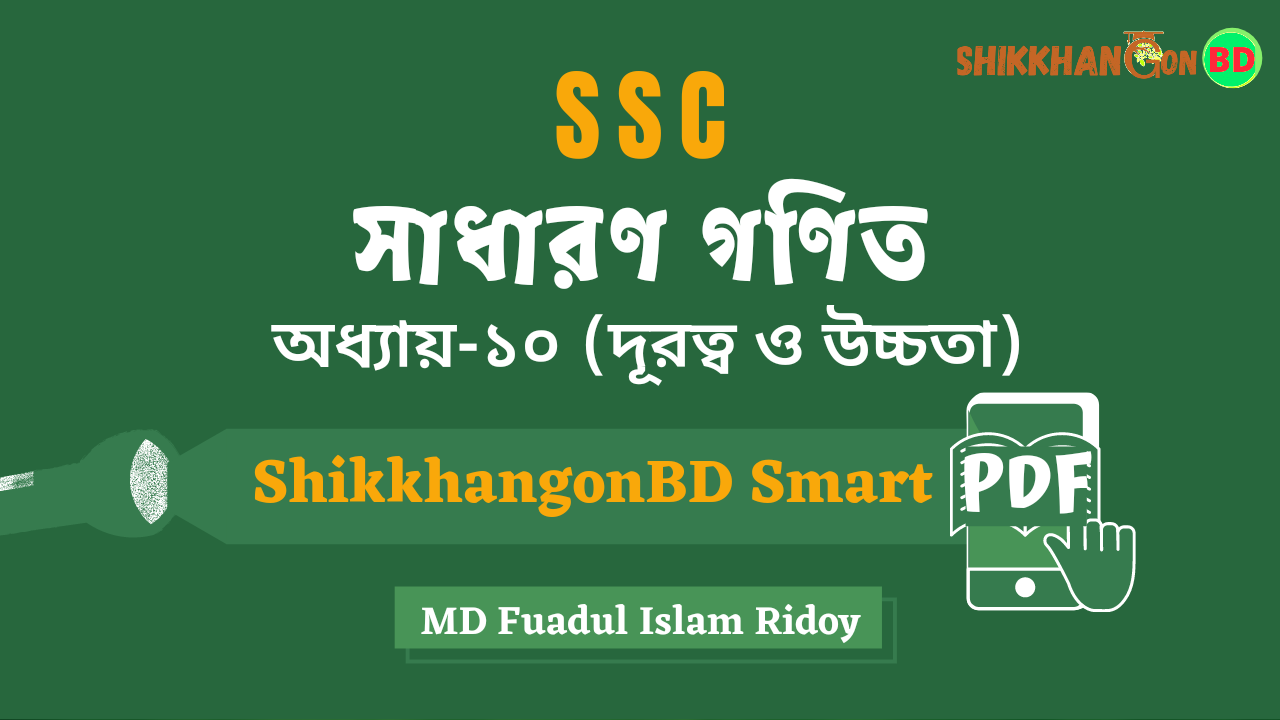 SHIKKHANGON BD
SSC
সাধারণ গণিত
অধ্যায়-১০ (দূরত্ব ও উচ্চতা)
ShikkhangonBD Smart PDF
MD Fuadul Islam Ridoy